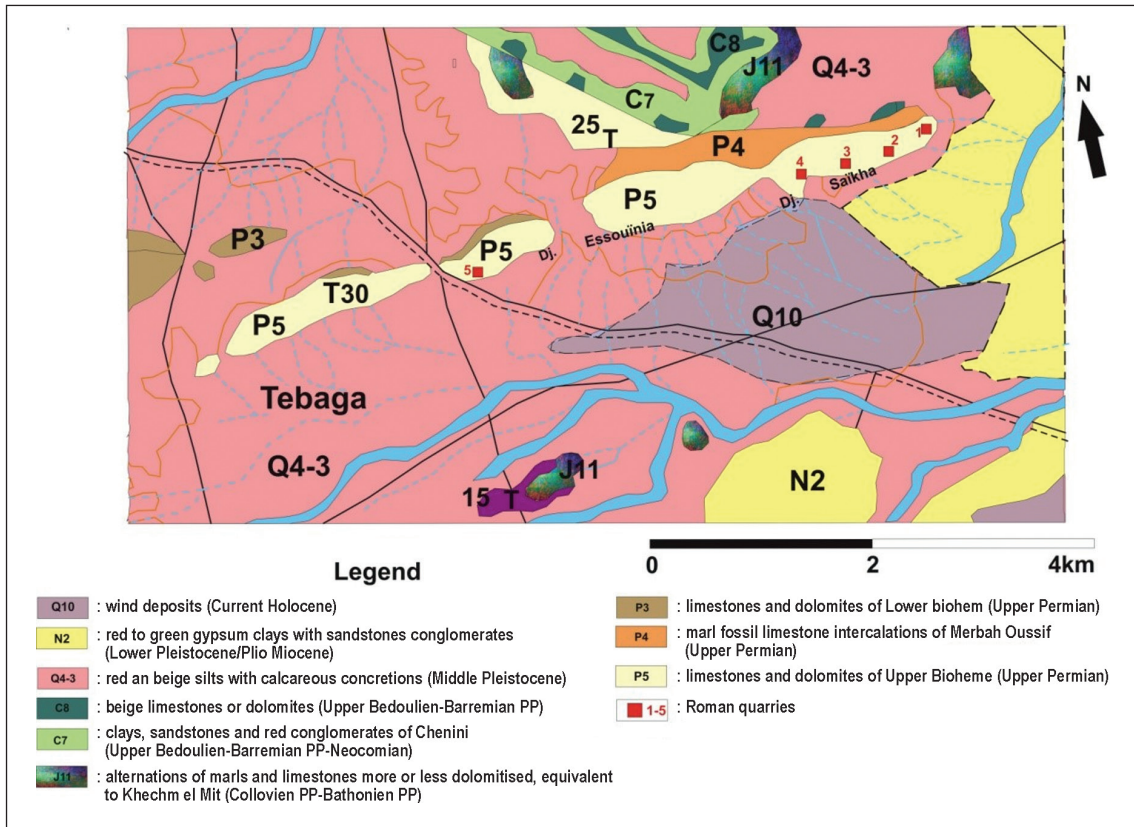 C8
J11
Q4-3
N
C7
25 T
P4
1
2
3
4
Saïkha
Dj.
P5
Essouïnia
Dj.
P3
P5
5
T30
P5
Q10
Tebaga
Q4-3
J11
15 T
N2
0 2 4km
Legend
Q10 : wind deposits (Current Holocene)
N2 : red to green gypsum clays with sandstones conglomerates
(Lower Pleistocene/Plio Miocene)
Q4-3 : red an beige silts with calcareous concretions (Middle Pleistocene)
C8 : beige limestones or dolomites (Upper Bedoulien-Barremian PP)
C7 : clays, sandstones and red conglomerates of Chenini
(Upper Bedoulien-Barremian PP-Neocomian)
J11 : alternations of marls and limestones more or less dolomitised, equivalent
to Khechm el Mit (Collovien PP-Bathonien PP)
P3 : limestones and dolomites of Lower biohem (Upper Permian)
P4 : marl fossil limestone intercalations of Merbah Oussif
(Upper Permian)
P5 : limestones and dolomites of Upper Bioheme (Upper Permian)
1-5 : Roman quarries